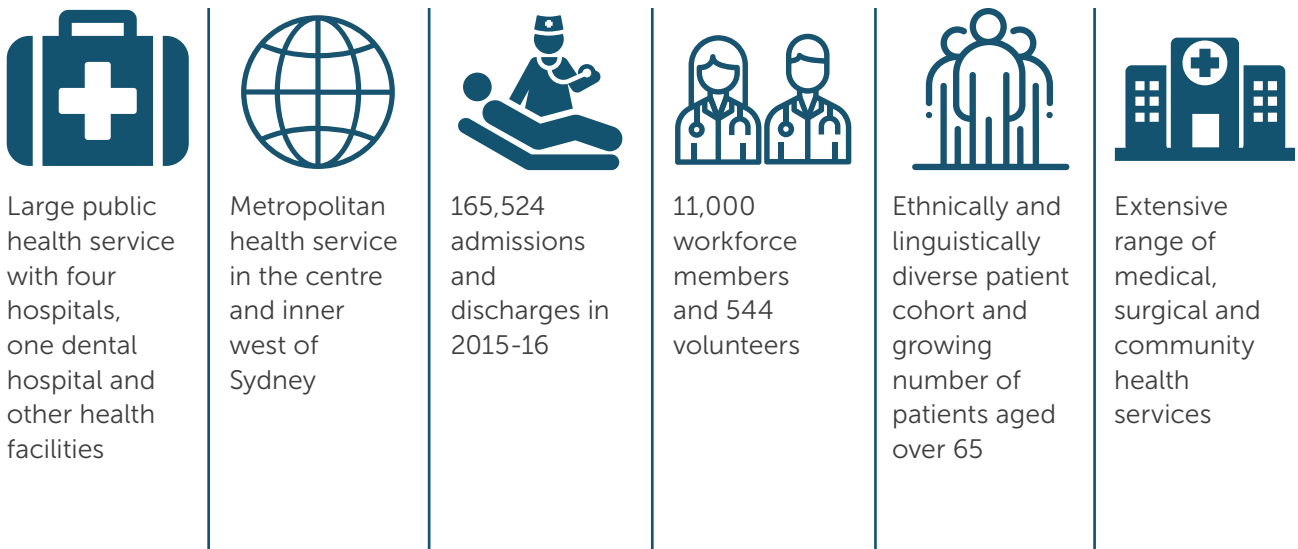 Large public
health service
with four
hospitals,
one dental
hospital and
other health
facilities
Metropolitan
health service
in the centre
and inner
west of
Sydney
165,524
admissions
and
discharges in
2015-16
11,000
workforce
members
and 544
volunteers
Ethnically and
linguistically
diverse patient
cohort and
growing
number of
patients aged
over 65
Extensive
range of
medical,
surgical and
community
health
services